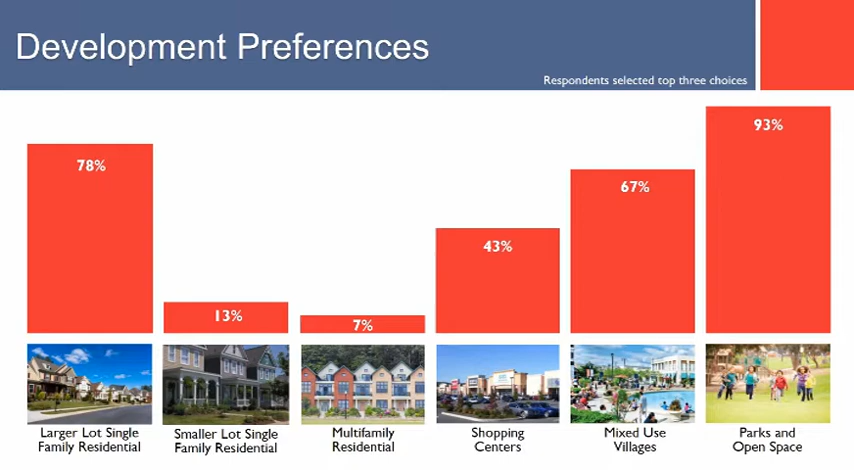 Development Preferences
Respondents selected top three choices
78%
13%
7%
43%
67%
93%
Larger Lot Single
Family Residential
Smaller Lot Single
Family Residential
Multifamily
Residential
Shopping
Centers
Mixed Use
Villages
Parks and
Open Space